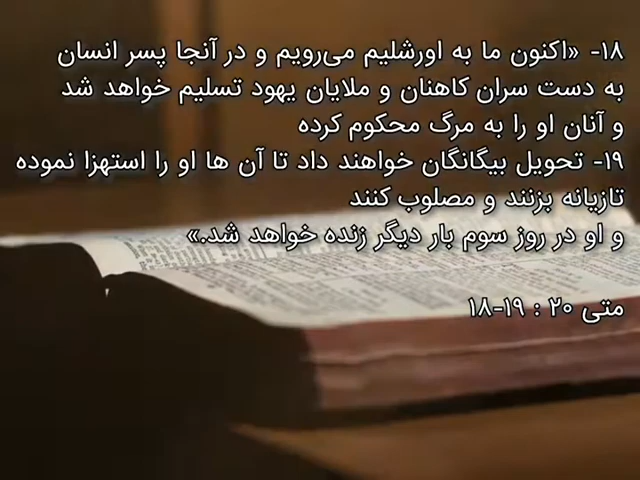 ۱۸- «اکنون ما به اورشلیم می‌رویم و در آنجا پسر انسان
به دست سران کاهنان و ملایان یهود تسلیم خواهد شد
و آنان او را به مرگ محکوم کرده
۱۹- تحویل بیگانگان خواهند داد تا آن ها او را استهزا نموده
تازیانه بزنند و مصلوب کنند
و او در روز سوم بار دیگر زنده خواهد شد.»
متی ۲۰ : ۱۹-۱۸